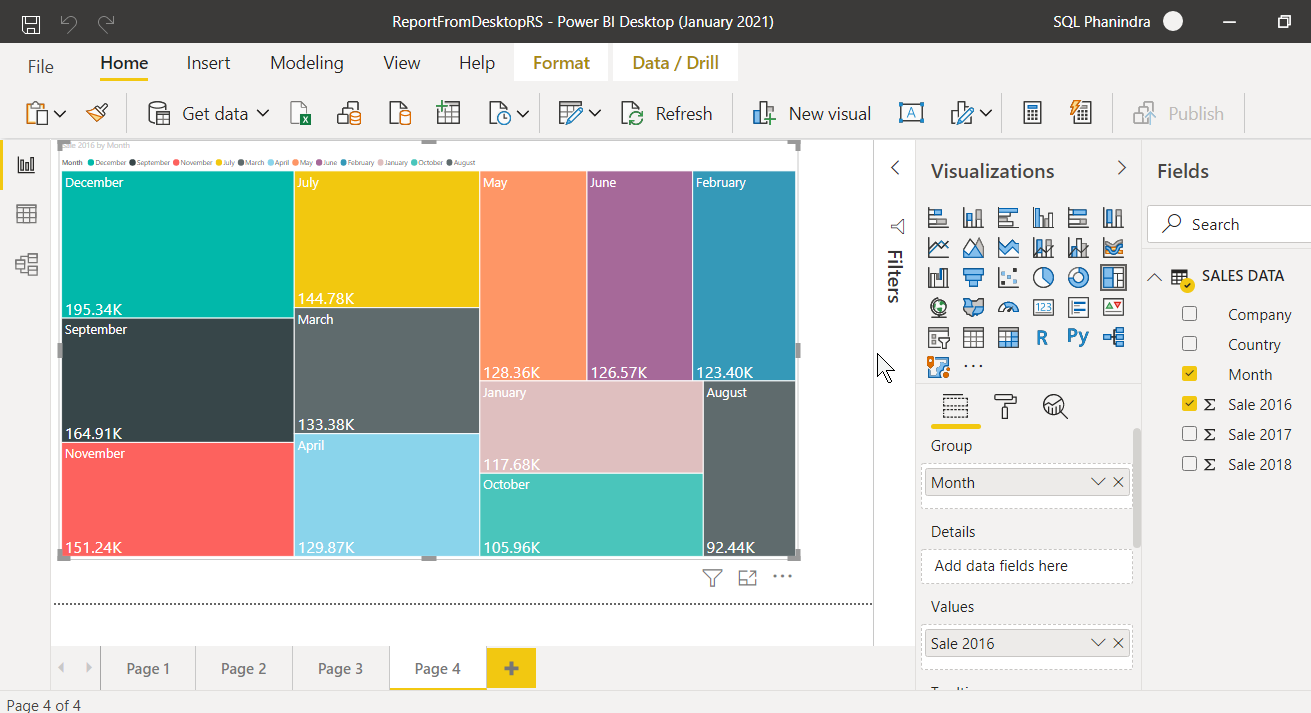 ReportFromDesktopRS - Power BI Desktop (January 2021)
SQL Phanindra
File Home Insert Modeling View Help Format Data / Drill
Get data Refresh New visual A Publish
Sale 2016 by Month
Month December September November July March April May June February January October August
December
195.34K
September
164.91K
November
151.24K
July
144.78K
March
133.38K
April
129.87K
May
128.36K
June
126.57K
February
123.40K
January
117.68K
October
105.96K
August
92.44K
Filters
Visualizations
123
R Py
Group
Month
Details
Add data fields here
Values
Sale 2016
Fields
Search
SALES DATA
Company
Country
Month
Σ Sale 2016
Σ Sale 2017
Σ Sale 2018
Page 1 Page 2 Page 3 Page 4 +
Page 4 of 4